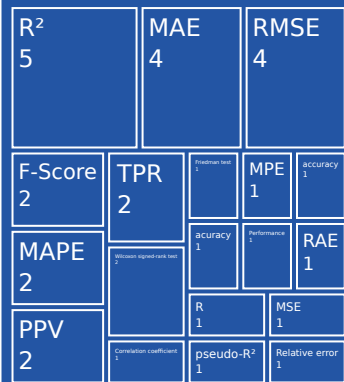 R²
5
MAE
4
RMSE
4
F-Score
2
TPR
2
Friedman test
1
MPE
1
accuracy
1
MAPE
2
Wilcoxon signed-rank test
2
acuracy
1
Performance
1
RAE
1
PPV
2
R
1
MSE
1
Correlation coefficient
1
pseudo-R²
1
Relative error
1